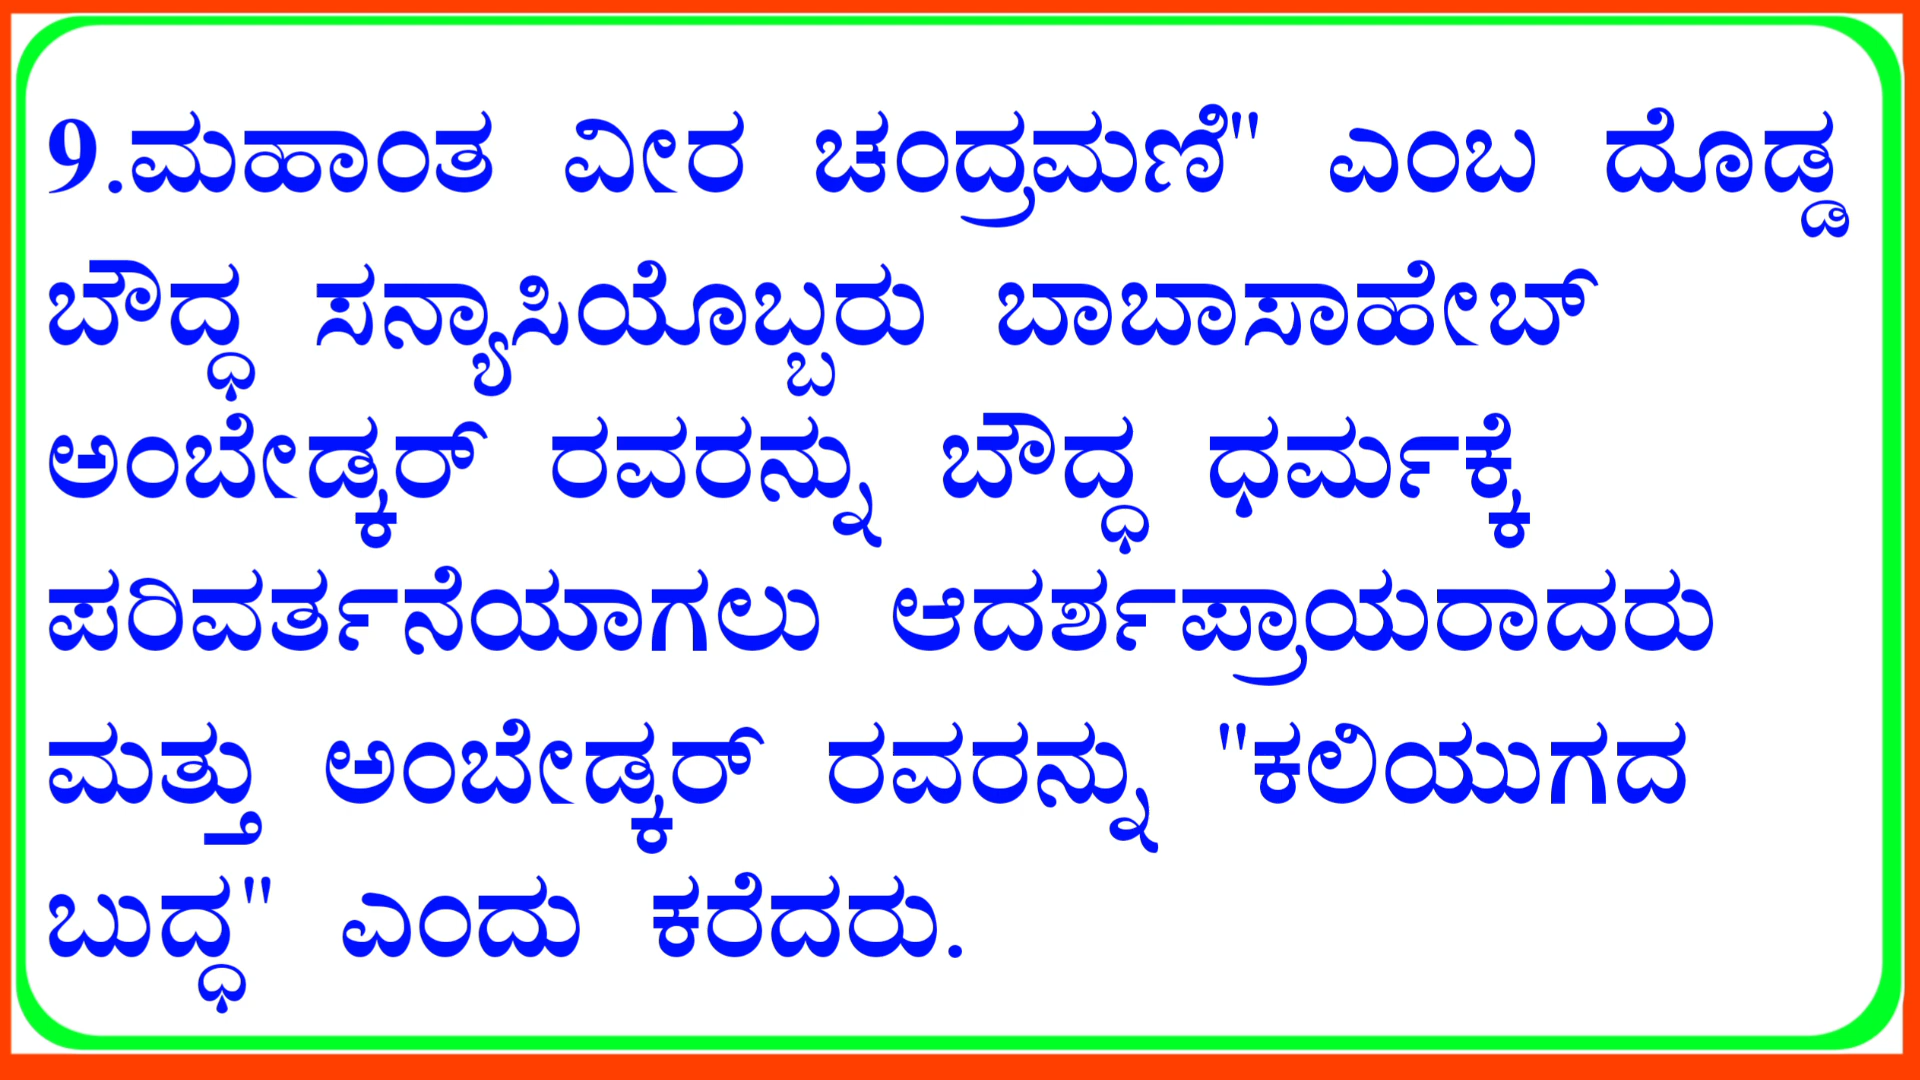 9.ಮಹಾಂತ ವೀರ ಚಂದ್ರಮಣಿ" ಎಂಬ ದೊಡ್ಡ
ಬೌದ್ಧ ಸನ್ಯಾಸಿಯೊಬ್ಬರು ಬಾಬಾಸಾಹೇಬ್
ಅಂಬೇಡ್ಕರ್ ರವರನ್ನು ಬೌದ್ಧ ಧರ್ಮಕ್ಕೆ
ಪರಿವರ್ತನೆಯಾಗಲು ಆದರ್ಶಪ್ರಾಯರಾದರು
ಮತ್ತು ಅಂಬೇಡ್ಕರ್ ರವರನ್ನು "ಕಲಿಯುಗದ
ಬುದ್ಧ" ಎಂದು ಕರೆದರು.